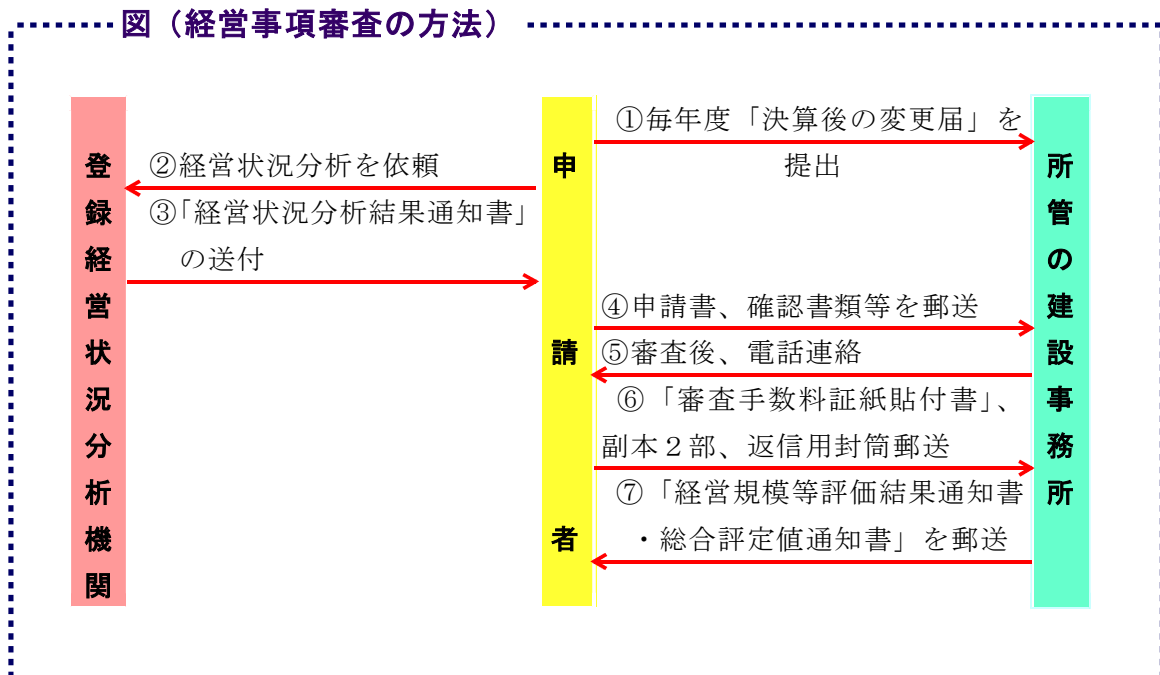 図（経営事項審査の方法）
登録経営状況分析機関
②経営状況分析を依頼
③「経営状況分析結果通知書」
の送付
申請者
①毎年度「決算後の変更届」を
提出
④申請書、確認書類等を郵送
⑤審査後、電話連絡
⑥「審査手数料証紙貼付書」、
副本２部、返信用封筒郵送
⑦「経営規模等評価結果通知書
・総合評定値通知書」を郵送
所管の建設事務所